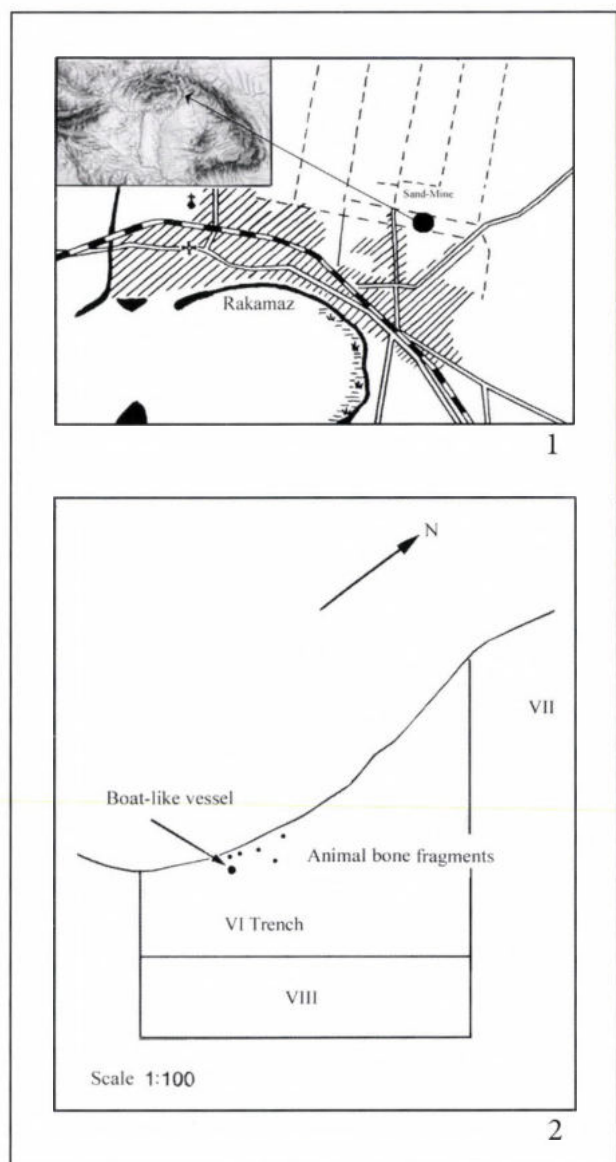 Sand-Mine
Rakamaz
1
N
VII
Boat-like vessel
Animal bone fragments
VI Trench
VIII
Scale 1:100
2